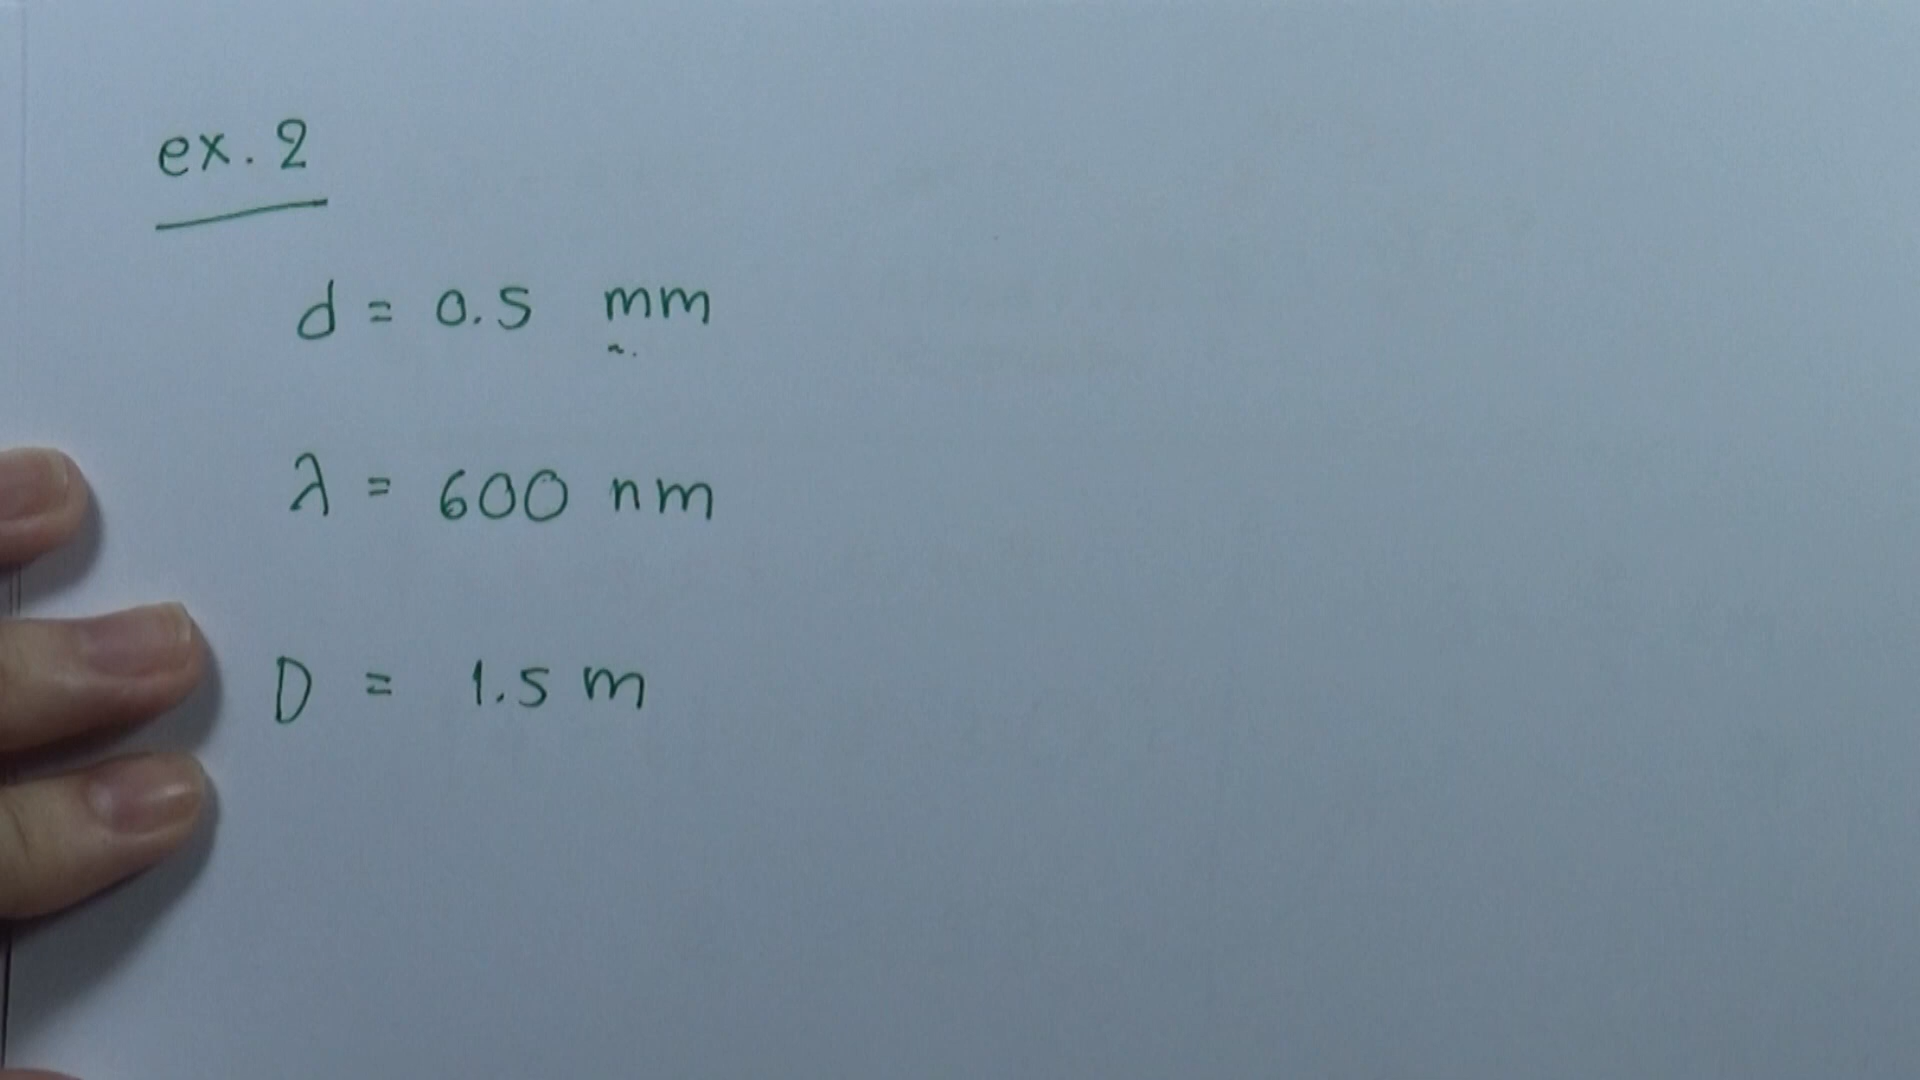 ex. 2
d = 0.5 mm
λ = 600 nm
D = 1.5 m